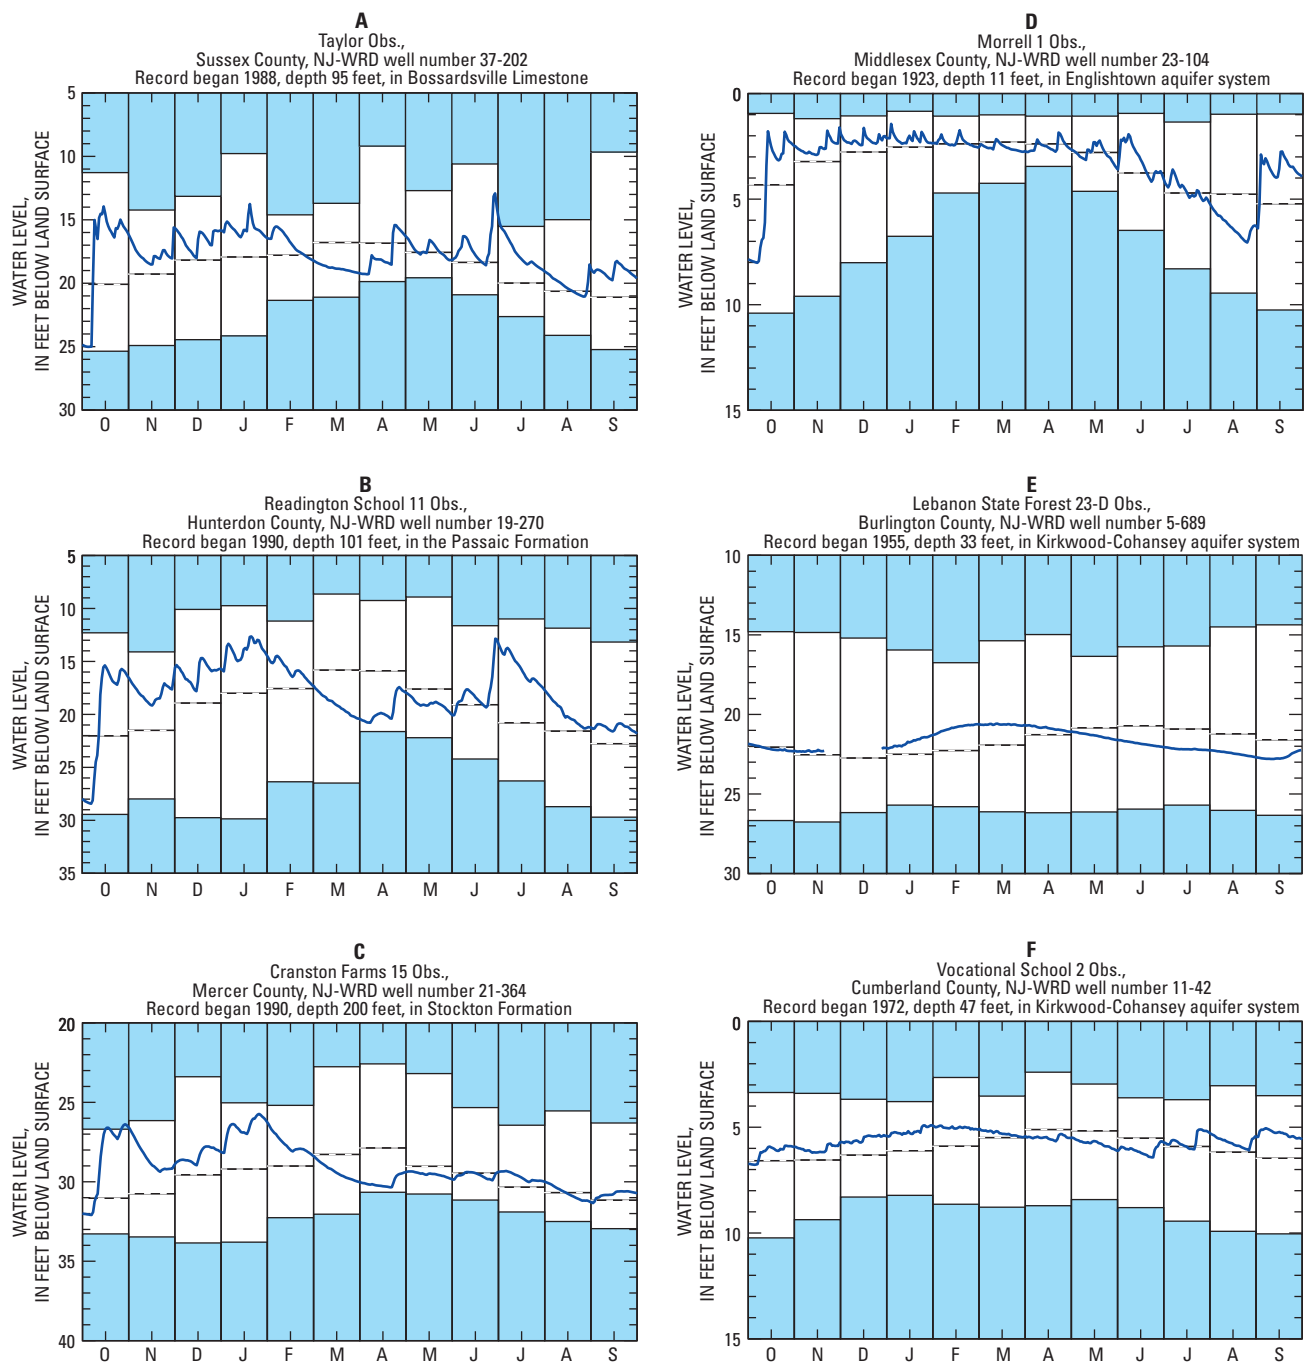 A
Taylor Obs.,
Sussex County, NJ-WRD well number 37-202
Record began 1988, depth 95 feet, in Bossardsville Limestone
WATER LEVEL,
IN FEET BELOW LAND SURFACE
5
10
15
20
25
30
O N D J F M A M J J A S
B
Readington School 11 Obs.,
Hunterdon County, NJ-WRD well number 19-270
Record began 1990, depth 101 feet, in the Passaic Formation
WATER LEVEL,
IN FEET BELOW LAND SURFACE
5
10
15
20
25
30
35
O N D J F M A M J J A S
C
Cranston Farms 15 Obs.,
Mercer County, NJ-WRD well number 21-364
Record began 1990, depth 200 feet, in Stockton Formation
WATER LEVEL,
IN FEET BELOW LAND SURFACE
20
25
30
35
40
O N D J F M A M J J A S
D
Morrell 1 Obs.,
Middlesex County, NJ-WRD well number 23-104
Record began 1923, depth 11 feet, in Englishtown aquifer system
WATER LEVEL,
IN FEET BELOW LAND SURFACE
0
5
10
15
O N D J F M A M J J A S
E
Lebanon State Forest 23-D Obs.,
Burlington County, NJ-WRD well number 5-689
Record began 1955, depth 33 feet, in Kirkwood-Cohansey aquifer system
WATER LEVEL,
IN FEET BELOW LAND SURFACE
10
15
20
25
30
O N D J F M A M J J A S
F
Vocational School 2 Obs.,
Cumberland County, NJ-WRD well number 11-42
Record began 1972, depth 47 feet, in Kirkwood-Cohansey aquifer system
WATER LEVEL,
IN FEET BELOW LAND SURFACE
0
5
10
15
O N D J F M A M J J A S